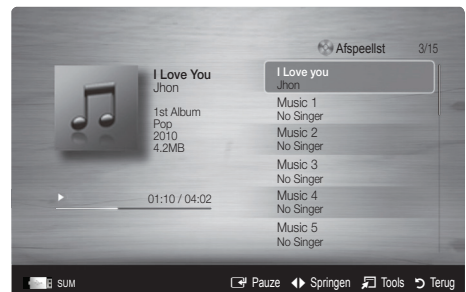 Afspeellst 3/15
I Love You
Jhon
1st Album
Pop
2010
4.2MB
01:10 / 04:02
I Love you
Jhon
Music 1
No Singer
Music 2
No Singer
Music 3
No Singer
Music 4
No Singer
Music 5
No Singer
SUM Pauze Springen Tools Terug